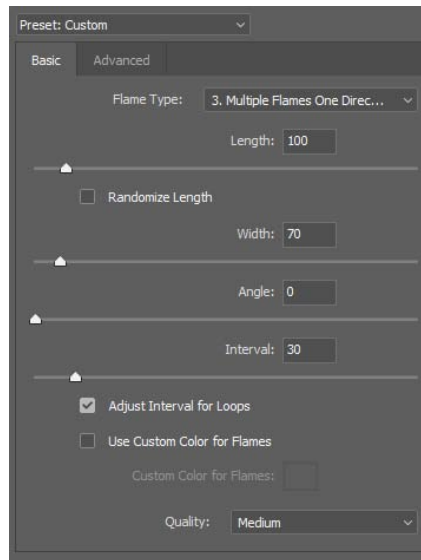 Preset: Custom
Basic Advanced
Flame Type: 3. Multiple Flames One Direc...
Length: 100
Randomize Length
Width: 70
Angle: 0
Interval: 30
Adjust Interval for Loops
Use Custom Color for Flames
Custom Color for Flames:
Quality: Medium